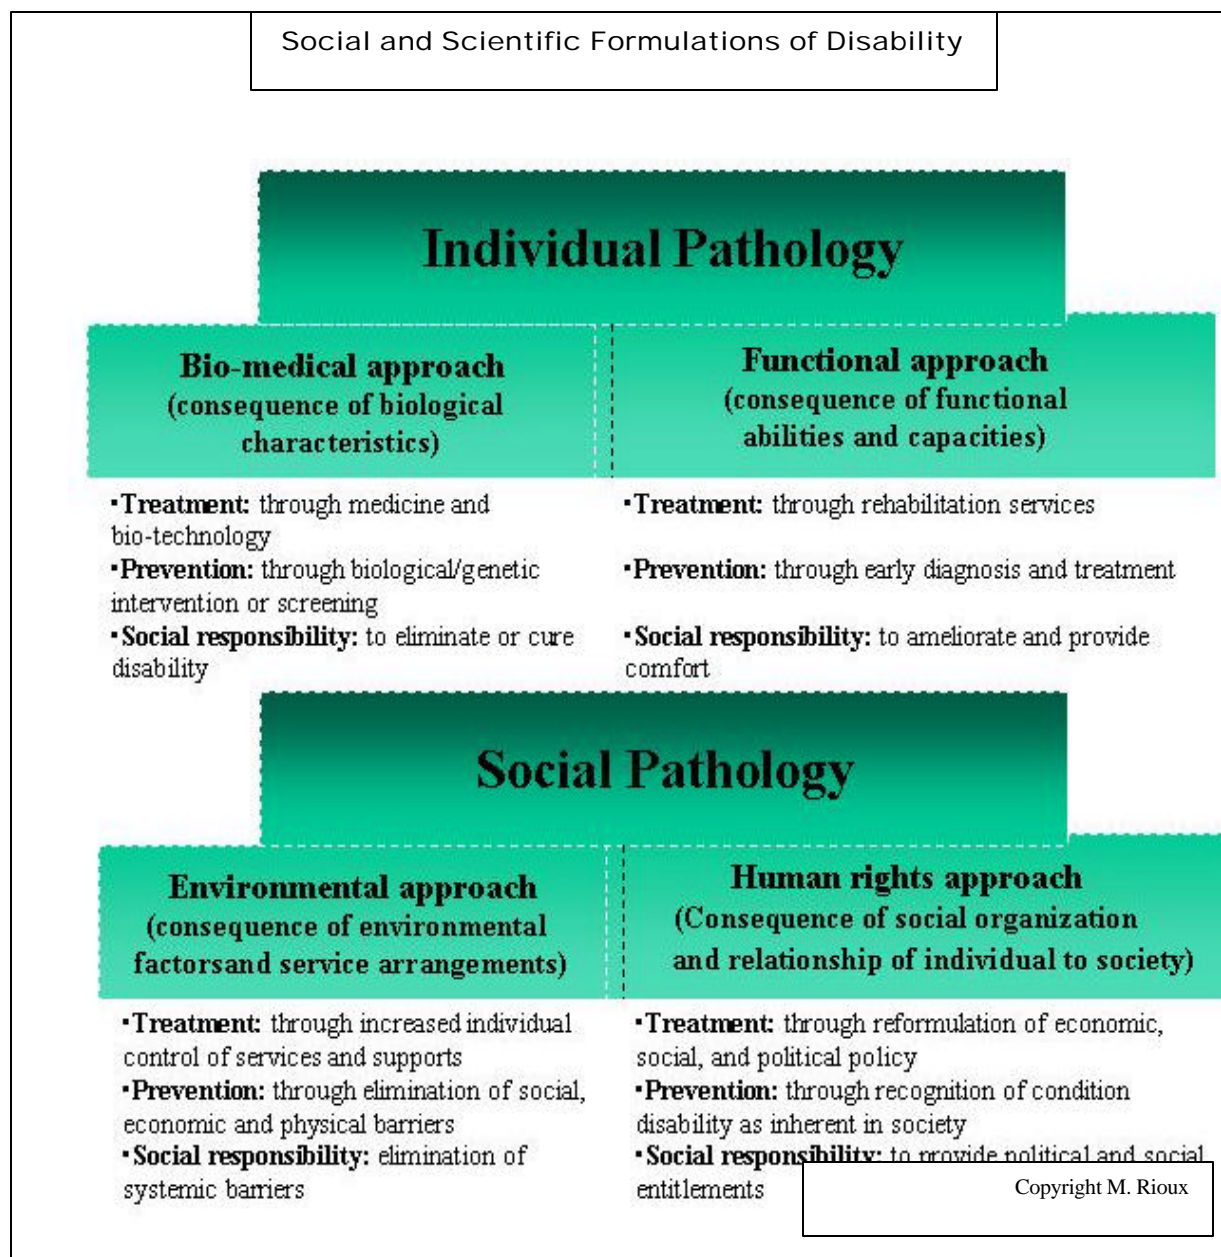 Social and Scientific Formulations of Disability
Individual Pathology
Bio-medical approach
(consequence of biological
characteristics)
Functional approach
(consequence of functional
abilities and capacities)
▪Treatment: through medicine and
bio-technology
▪Prevention: through biological/genetic
intervention or screening
▪Social responsibility: to eliminate or cure
disability
▪Treatment: through rehabilitation services
▪Prevention: through early diagnosis and treatment
▪Social responsibility: to ameliorate and provide
comfort
Social Pathology
Environmental approach
(consequence of environmental
factorsand service arrangements)
Human rights approach
(Consequence of social organization
and relationship of individual to society)
▪Treatment: through increased individual
control of services and supports
▪Prevention: through elimination of social,
economic and physical barriers
▪Social responsibility: elimination of
systemic barriers
▪Treatment: through reformulation of economic,
social, and political policy
▪Prevention: through recognition of condition
disability as inherent in society
▪Social responsibility: to provide political and social
entitlements
Copyright M. Rioux